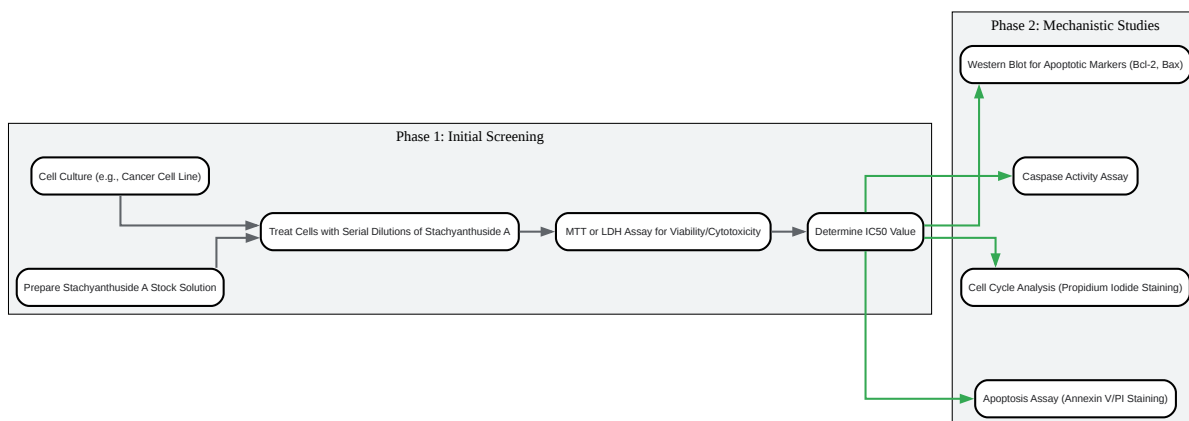 Phase 1: Initial Screening
Cell Culture (e.g., Cancer Cell Line)
Prepare Stachyanthuside A Stock Solution
Treat Cells with Serial Dilutions of Stachyanthuside A
MTT or LDH Assay for Viability/Cytotoxicity
Determine IC50 Value
Phase 2: Mechanistic Studies
Western Blot for Apoptotic Markers (Bcl-2, Bax)
Caspase Activity Assay
Cell Cycle Analysis (Propidium Iodide Staining)
Apoptosis Assay (Annexin V/PI Staining)